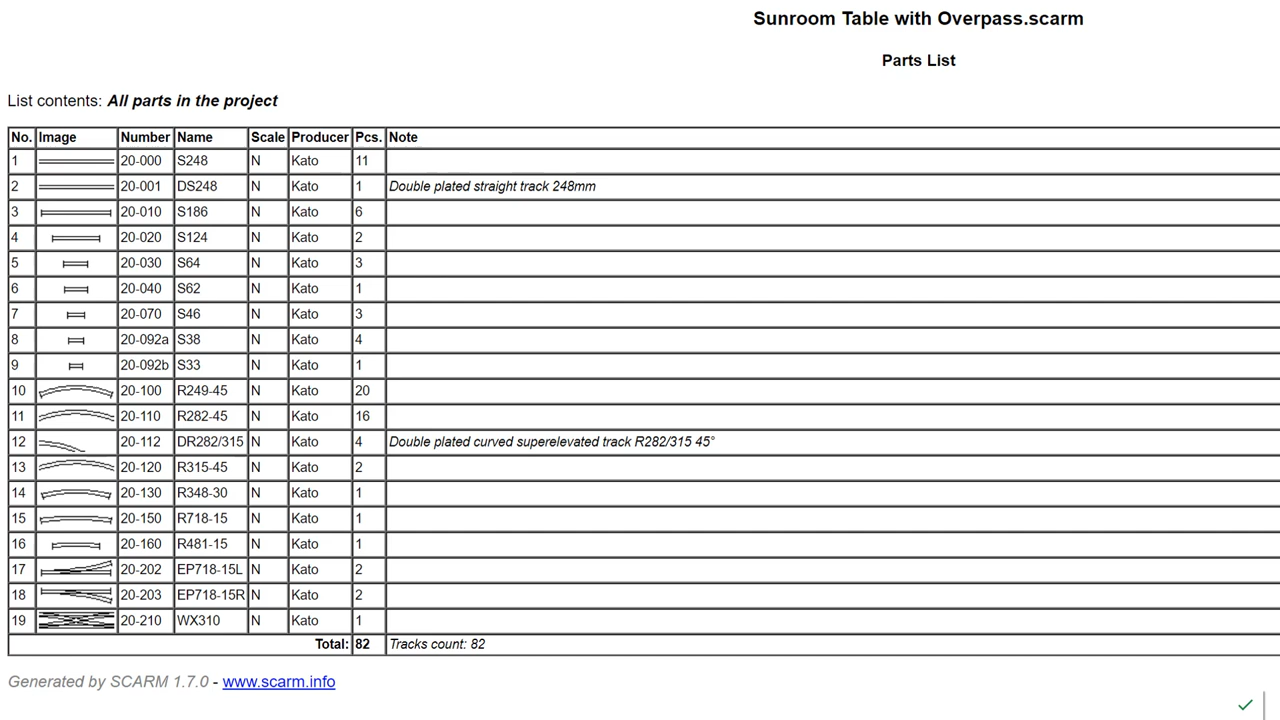 Sunroom Table with Overpass.scarm
Parts List
List contents: All parts in the project
No. Image Number Name Scale Producer Pcs. Note
1 20-000 S248 N Kato 11
2 20-001 DS248 N Kato 1 Double plated straight track 248mm
3 20-010 S186 N Kato 6
4 20-020 S124 N Kato 2
5 20-030 S64 N Kato 3
6 20-040 S62 N Kato 1
7 20-070 S46 N Kato 3
8 20-092a S38 N Kato 4
9 20-092b S33 N Kato 1
10 20-100 R249-45 N Kato 20
11 20-110 R282-45 N Kato 16
12 20-112 DR282/315 N Kato 4 Double plated curved superelevated track R282/315 45°
13 20-120 R315-45 N Kato 2
14 20-130 R348-30 N Kato 1
15 20-150 R718-15 N Kato 1
16 20-160 R481-15 N Kato 1
17 20-202 EP718-15L N Kato 2
18 20-203 EP718-15R N Kato 2
19 20-210 WX310 N Kato 1
Total: 82 Tracks count: 82
Generated by SCARM 1.7.0 - www.scarm.info